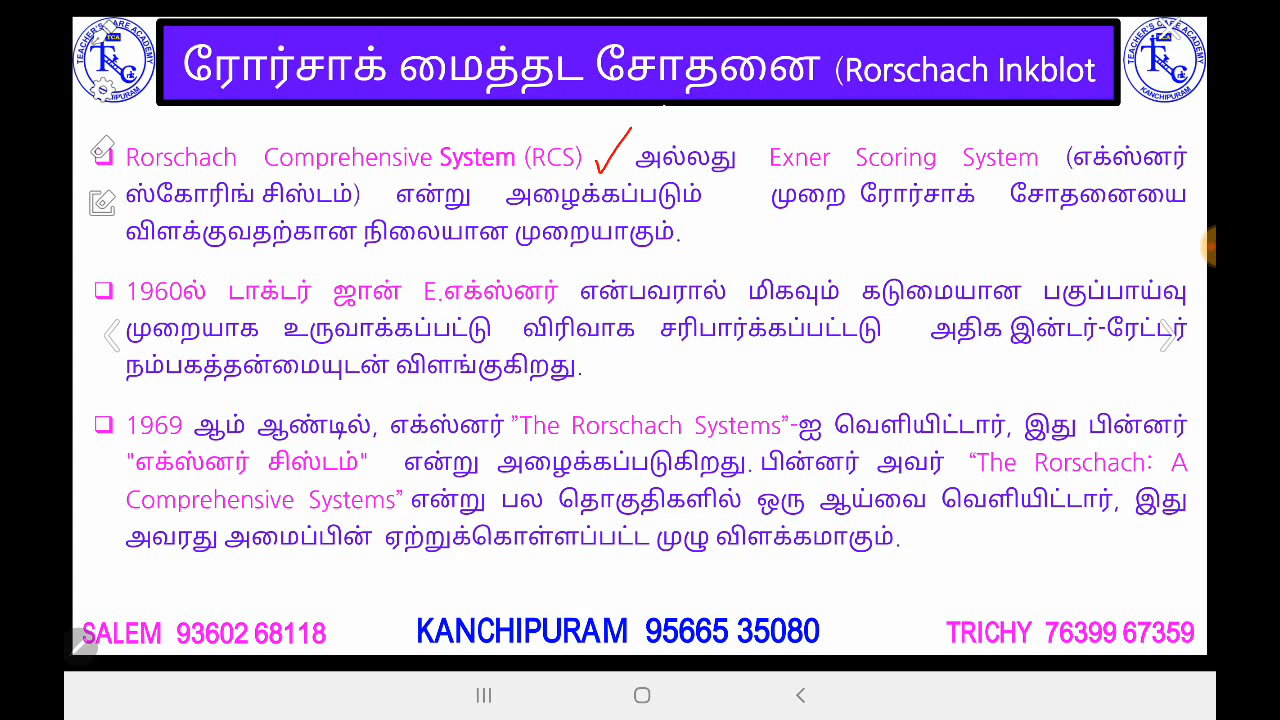 ரோர்சாக் மைத்தட சோதனை (Rorschach Inkblot
Rorschach Comprehensive System (RCS) அல்லது Exner Scoring System (எக்ஸ்னர்
ஸ்கோரிங் சிஸ்டம்) என்று அழைக்கப்படும் முறை ரோர்சாக் சோதனையை
விளக்குவதற்கான நிலையான முறையாகும்.
1960ல் டாக்டர் ஜான் E.எக்ஸ்னர் என்பவரால் மிகவும் கடுமையான பகுப்பாய்வு
முறையாக உருவாக்கப்பட்டு விரிவாக சரிபார்க்கப்பட்டடு அதிக இன்டர்-ரேட்டர்
நம்பகத்தன்மையுடன் விளங்குகிறது.
1969 ஆம் ஆண்டில், எக்ஸ்னர் ”The Rorschach Systems”-ஐ வெளியிட்டார், இது பின்னர்
"எக்ஸ்னர் சிஸ்டம்" என்று அழைக்கப்படுகிறது. பின்னர் அவர் “The Rorschach: A
Comprehensive Systems” என்று பல தொகுதிகளில் ஒரு ஆய்வை வெளியிட்டார், இது
அவரது அமைப்பின் ஏற்றுக்கொள்ளப்பட்ட முழு விளக்கமாகும்.
SALEM 93602 68118 KANCHIPURAM 95665 35080 TRICHY 76399 67359